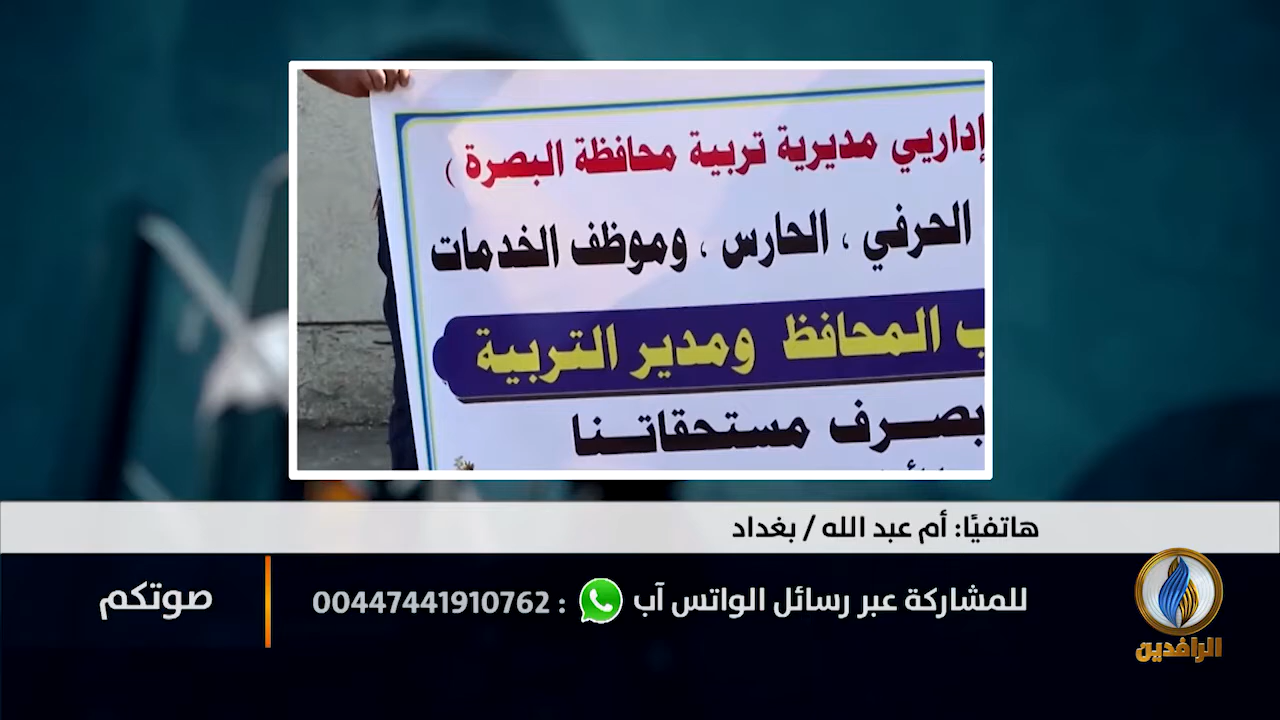 إداريي مديرية تربية محافظة البصرة )
الحرفي ، الحارس ، وموظف الخدمات
ب المحافظ ومدير التربية
بصرف مستحقاتنا
هاتفيًا: أم عبد الله / بغداد
للمشاركة عبر رسائل الواتس آب : 00447441910762
صوتكم
الرافدين